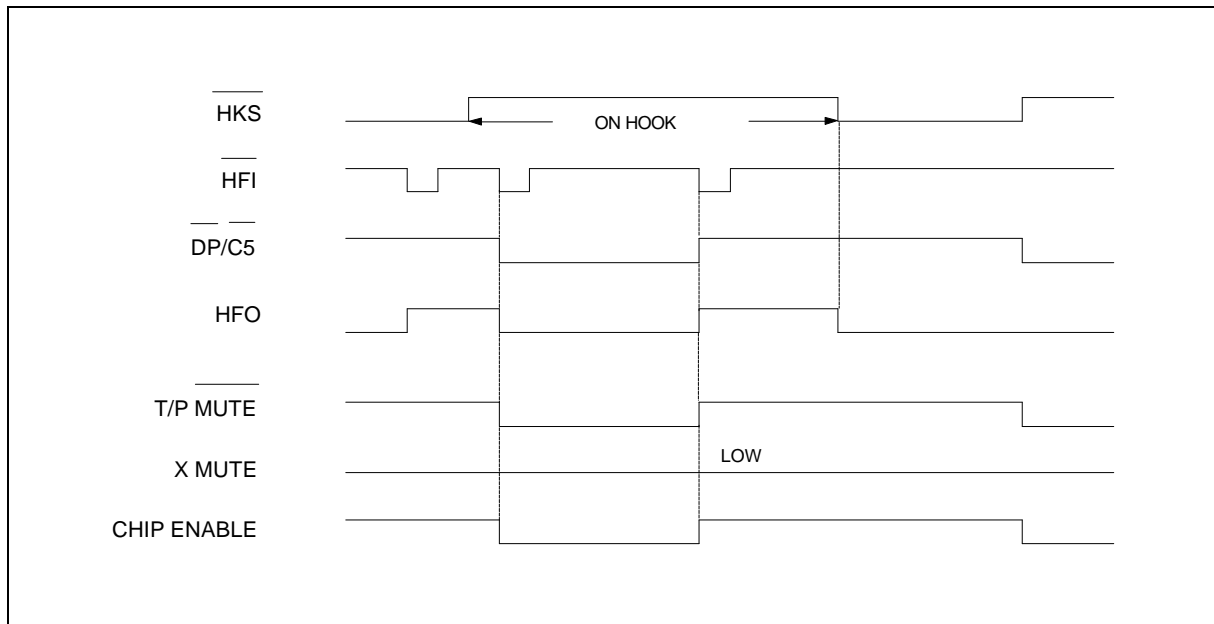 HKS
ON HOOK
HFI
DP/C5
HFO
T/P MUTE
X MUTE
LOW
CHIP ENABLE